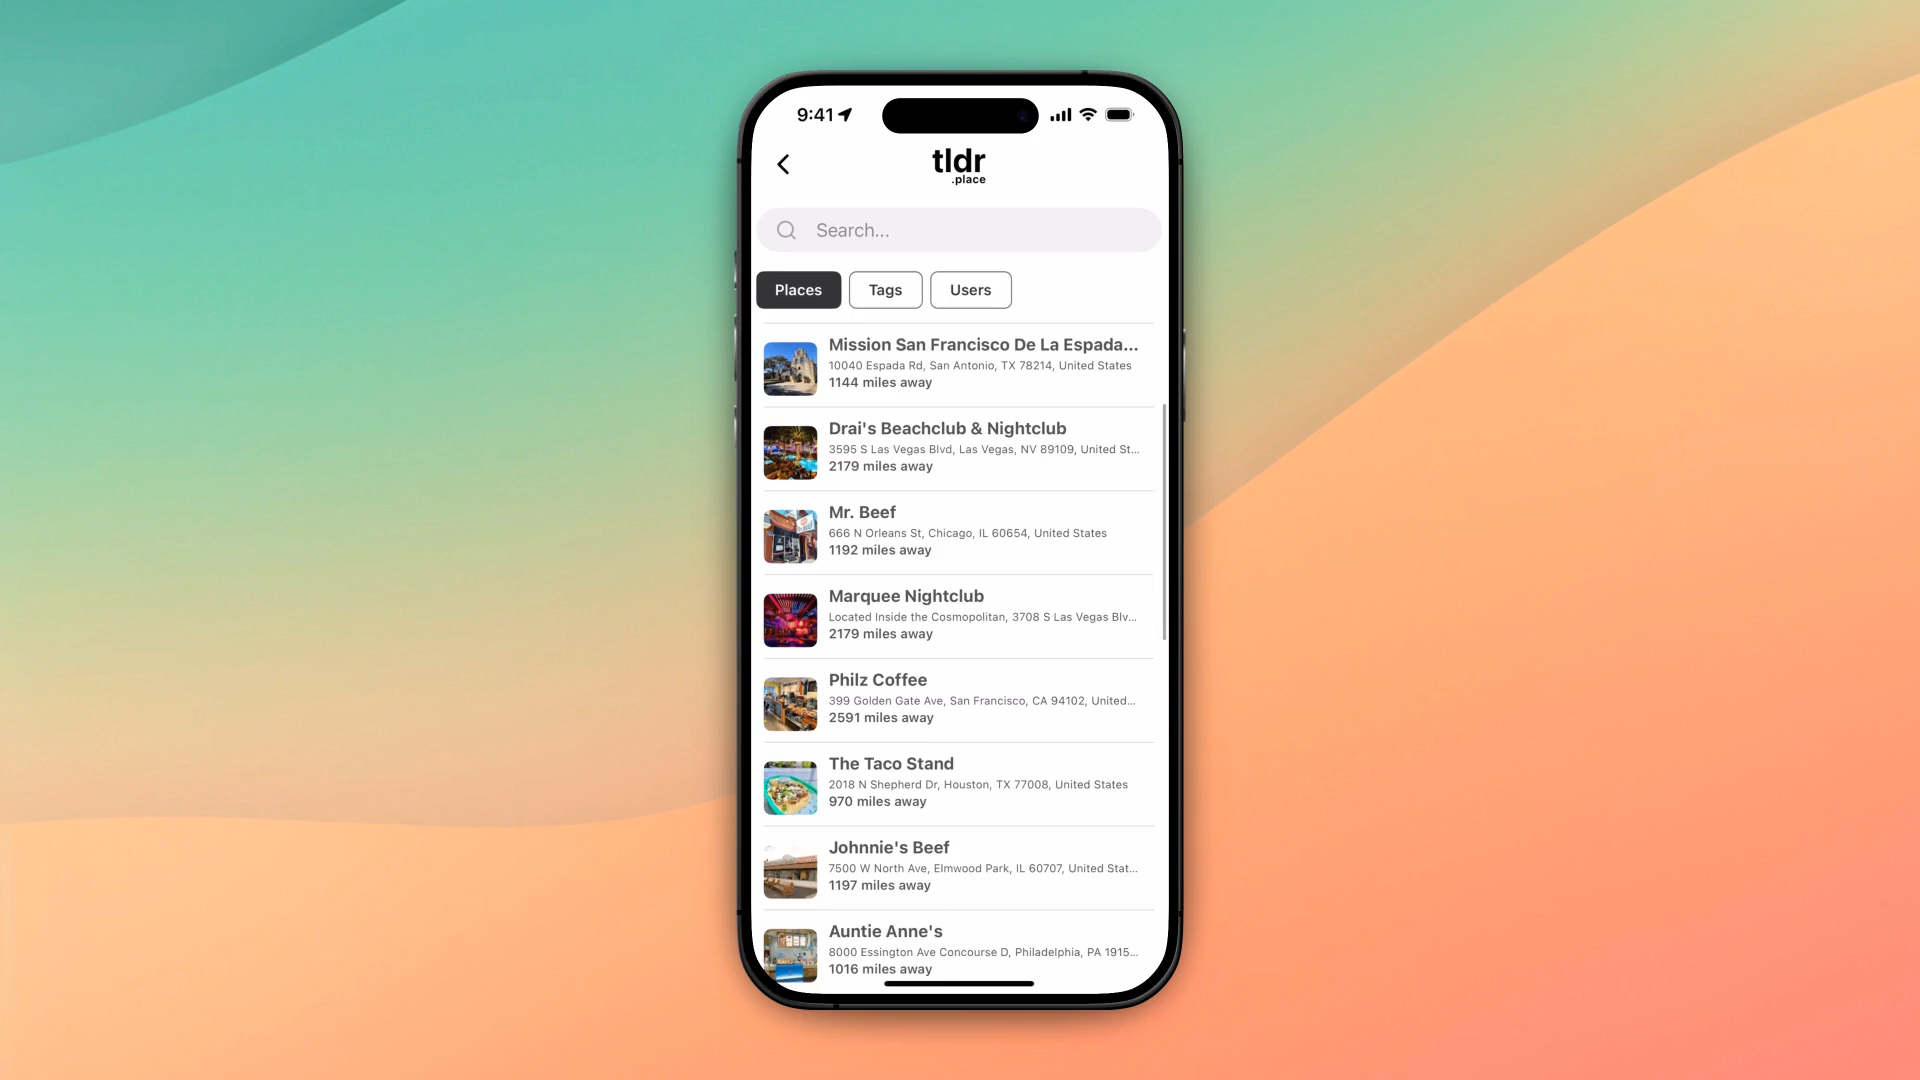 9:41
tldr
.place
Search...
Places
Tags
Users
Mission San Francisco De La Espada...
10040 Espada Rd, San Antonio, TX 78214, United States
1144 miles away
Drai's Beachclub & Nightclub
3595 S Las Vegas Blvd, Las Vegas, NV 89109, United St...
2179 miles away
Mr. Beef
666 N Orleans St, Chicago, IL 60654, United States
1192 miles away
Marquee Nightclub
Located Inside the Cosmopolitan, 3708 S Las Vegas Blv...
2179 miles away
Philz Coffee
399 Golden Gate Ave, San Francisco, CA 94102, United...
2591 miles away
The Taco Stand
2018 N Shepherd Dr, Houston, TX 77008, United States
970 miles away
Johnnie's Beef
7500 W North Ave, Elmwood Park, IL 60707, United Stat...
1197 miles away
Auntie Anne's
8000 Essington Ave Concourse D, Philadelphia, PA 1915...
1016 miles away